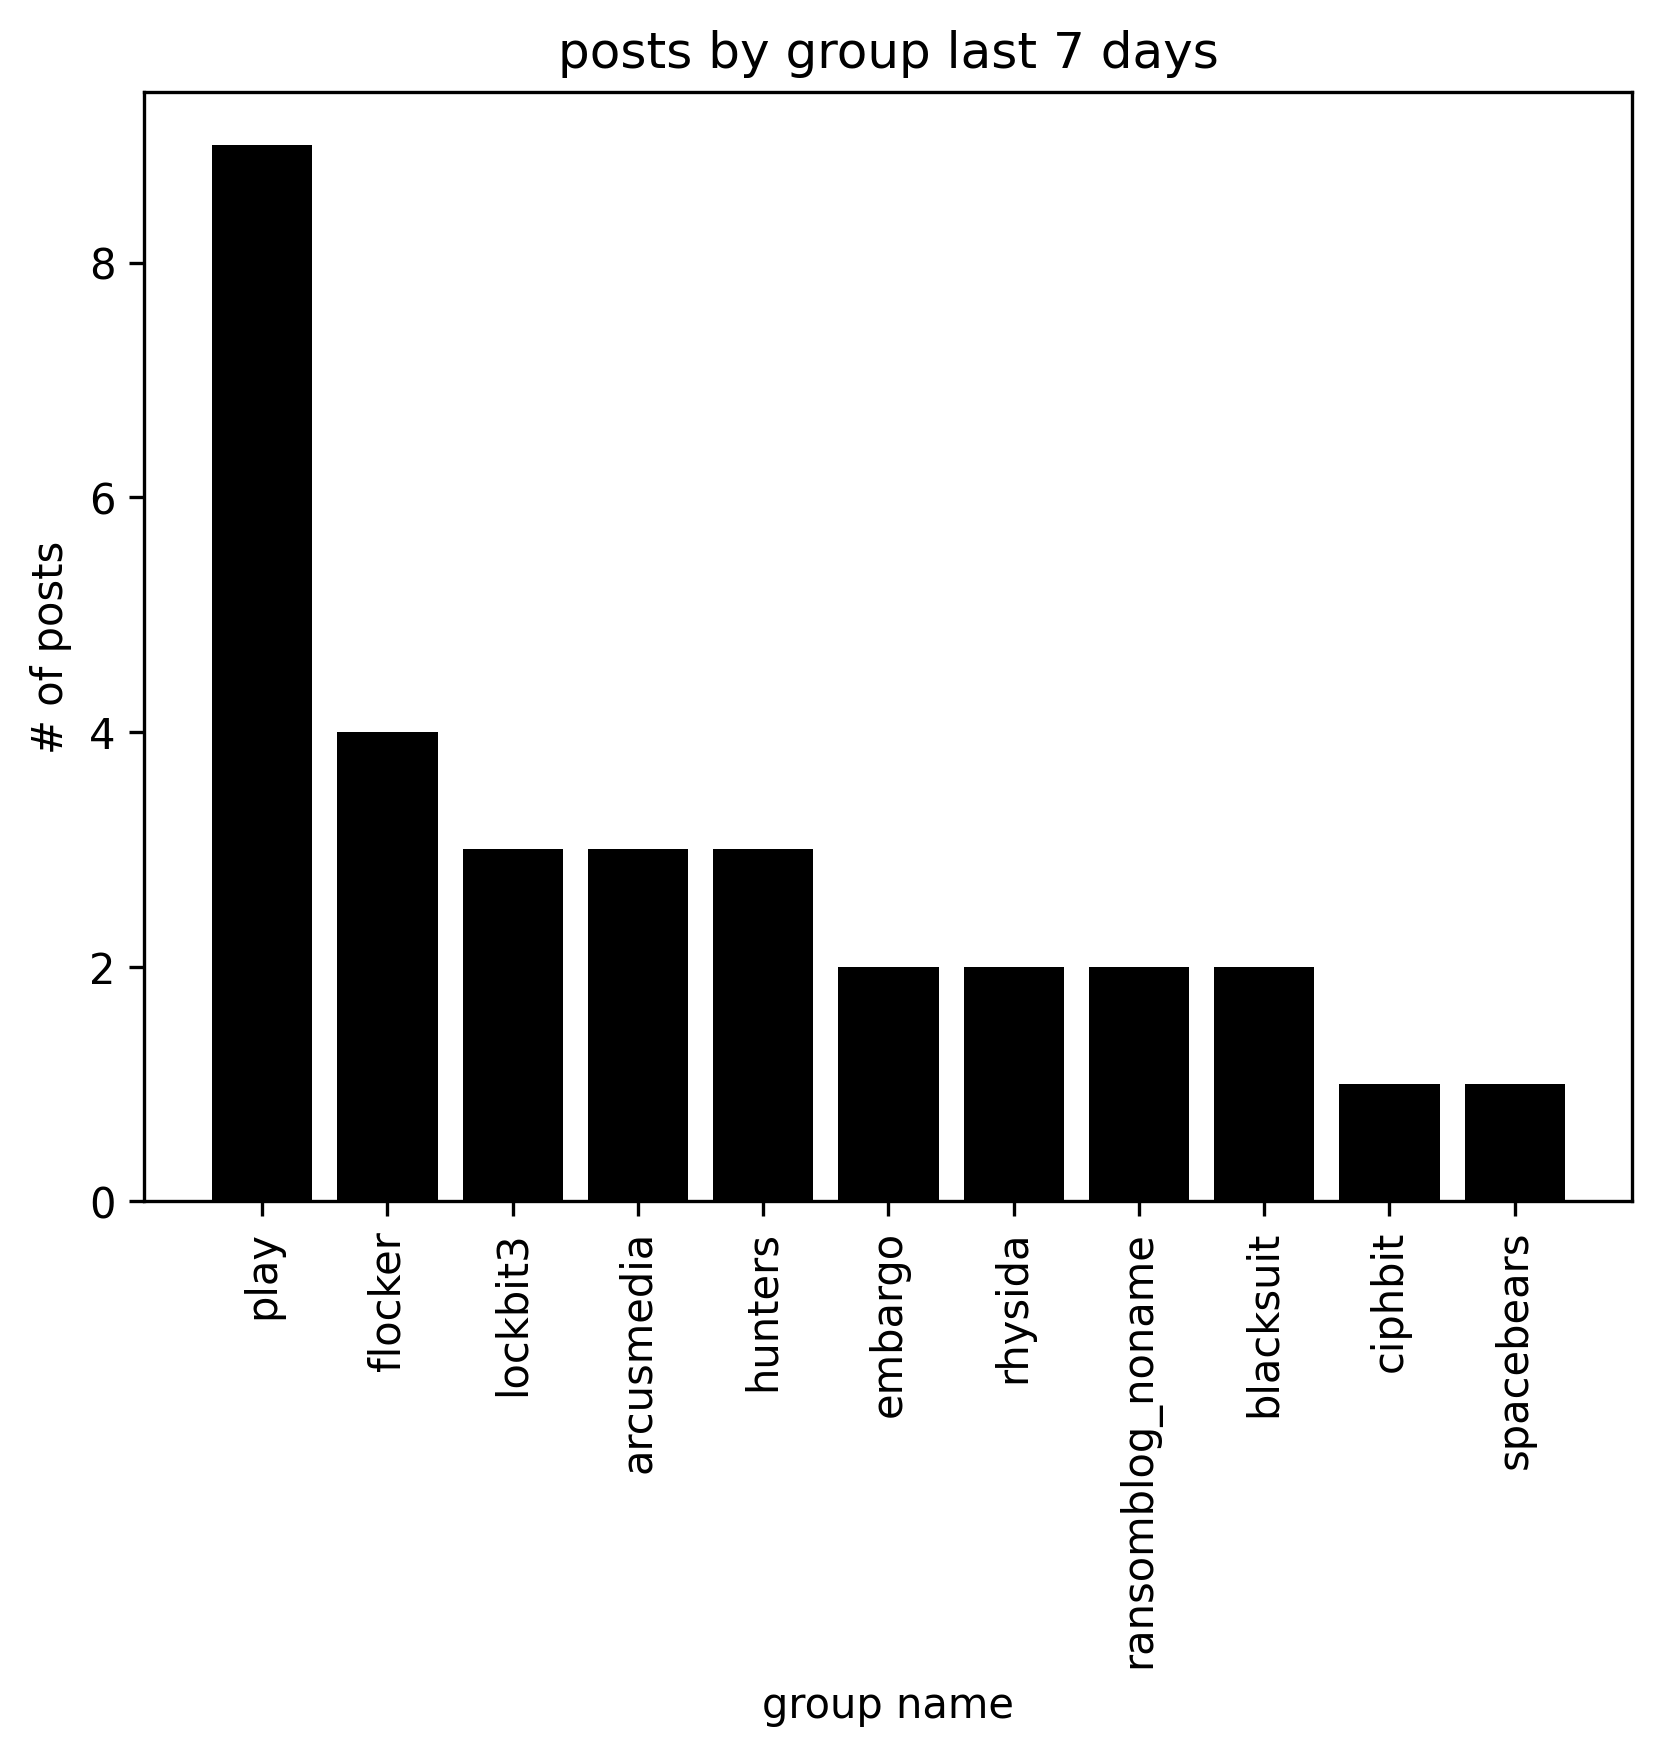 posts by group last 7 days
# of posts
8
6
4
2
0
play
flocker
lockbit3
arcusmedia
hunters
embargo
rhysida
ransomblog_noname
blacksuit
ciphbit
spacebears
group name